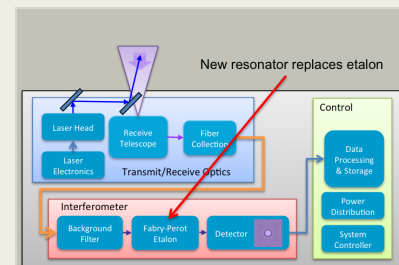 New resonator replaces etalon
Control
Laser Head
Receive
Telescope
Fiber
Collection
Laser
Electronics
Transmit/Receive Optics
Data
Processing
& Storage
Power
Distribution
System
Controller
Interferometer
Background
Filter
Fabry-Perot
Etalon
Detector